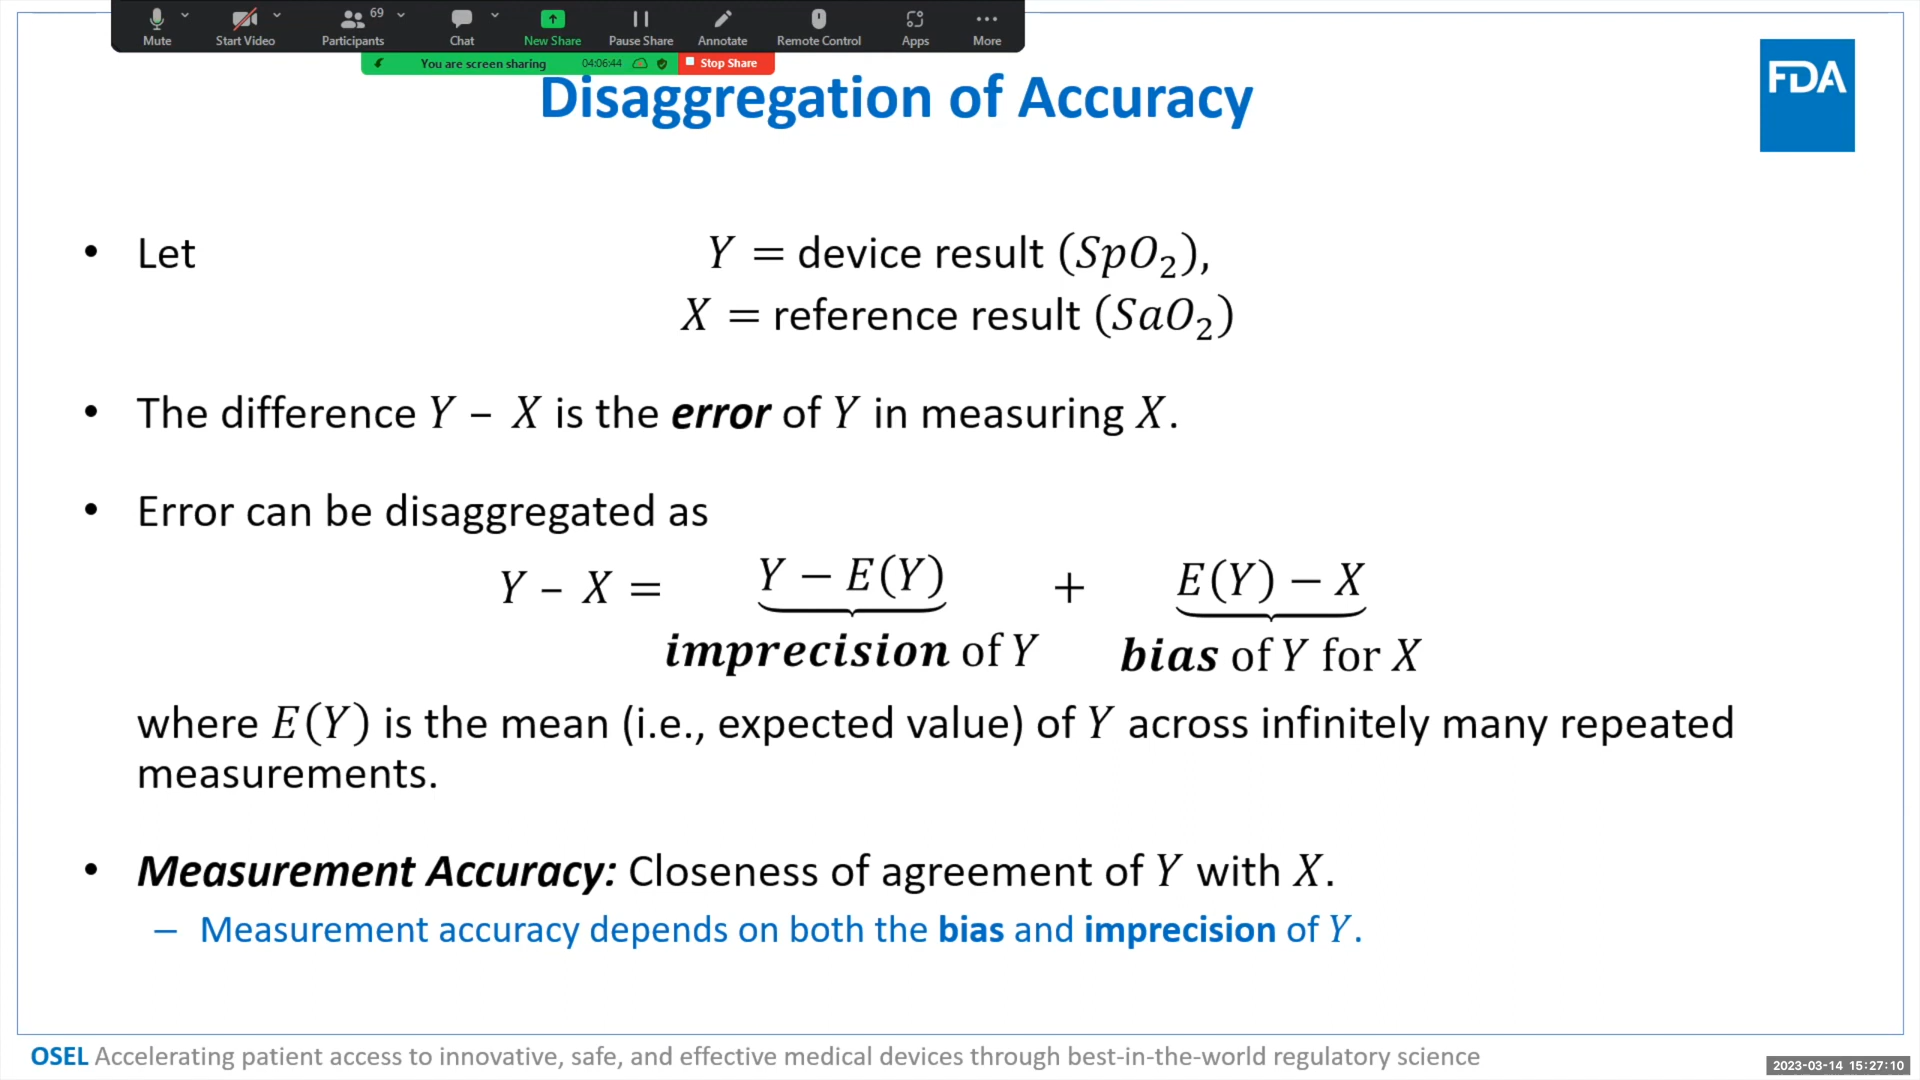 Mute
Start Video
Participants 69
Chat
New Share
Pause Share
Annotate
Remote Control
Apps
More
You are screen sharing 04:06:44 Stop Share
Disaggregation of Accuracy
FDA
• Let Y = device result (SpO₂),
X = reference result (SaO₂)
• The difference Y – X is the error of Y in measuring X.
• Error can be disaggregated as
Y – X = Y − E(Y) + E(Y) − X
imprecision of Y bias of Y for X
where E(Y) is the mean (i.e., expected value) of Y across infinitely many repeated
measurements.
• Measurement Accuracy: Closeness of agreement of Y with X.
– Measurement accuracy depends on both the bias and imprecision of Y.
OSEL Accelerating patient access to innovative, safe, and effective medical devices through best-in-the-world regulatory science
2023-03-14 15:27:10